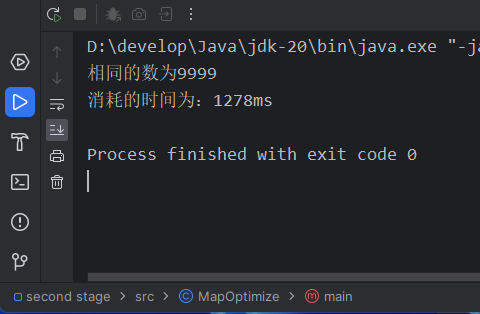 D:\develop\Java\jdk-20\bin\java.exe "-ja
相同的数为9999
消耗的时间为：1278ms
Process finished with exit code 0
second stage > src > MapOptimize > main